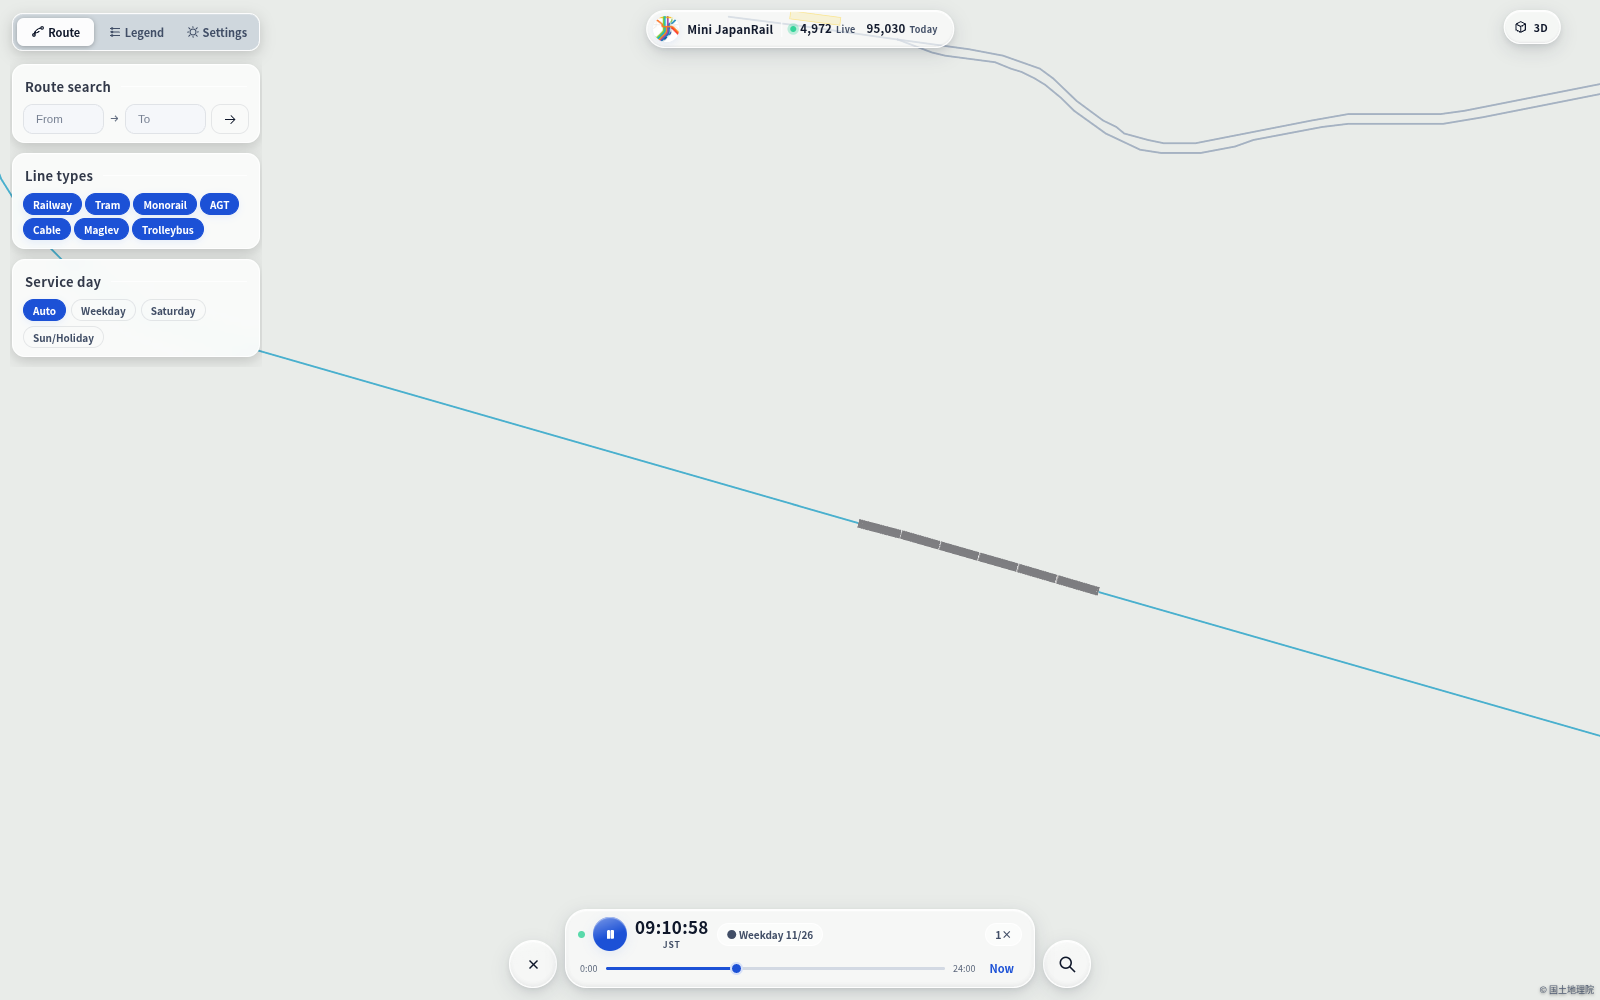 Route Legend Settings
Mini JapanRail 4,972 Live 95,030 Today
3D
Route search
From → To →
Line types
Railway Tram Monorail AGT
Cable Maglev Trolleybus
Service day
Auto Weekday Saturday
Sun/Holiday
09:10:58 Weekday 11/26 1×
JST
0:00 24:00 Now
© 国土地理院